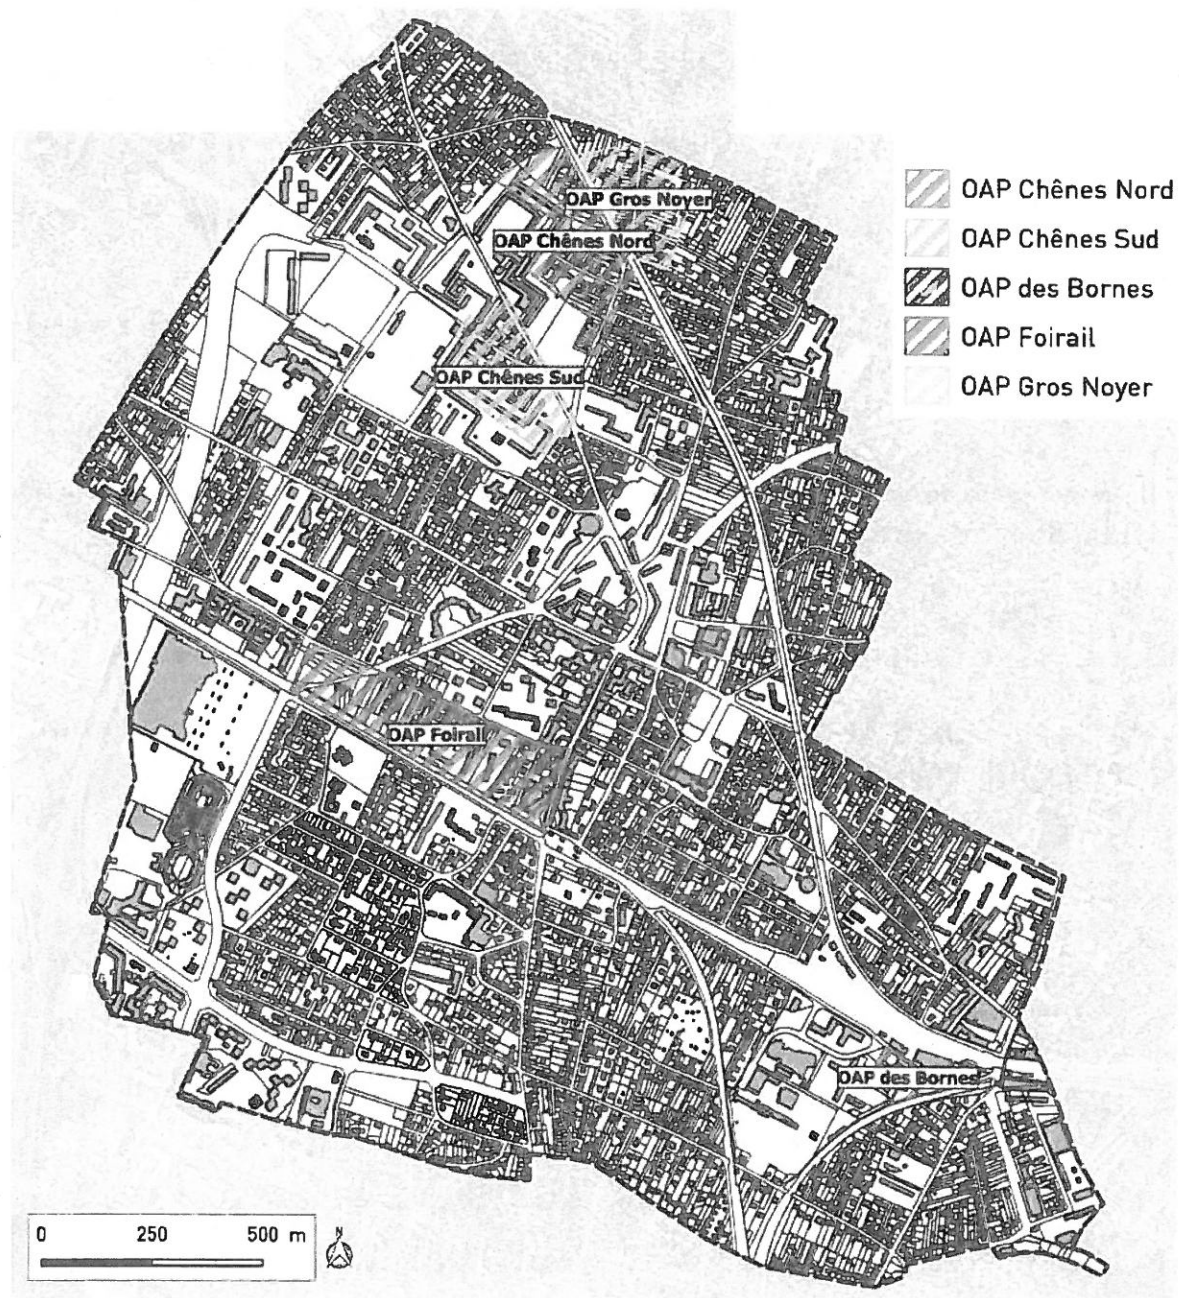 OAP Gros Noyer
OAP Chênes Nord
OAP Chênes Sud
OAP Foirail
OAP des Bornes
OAP Chênes Nord
OAP Chênes Sud
OAP des Bornes
OAP Foirail
OAP Gros Noyer
0 250 500 m
N